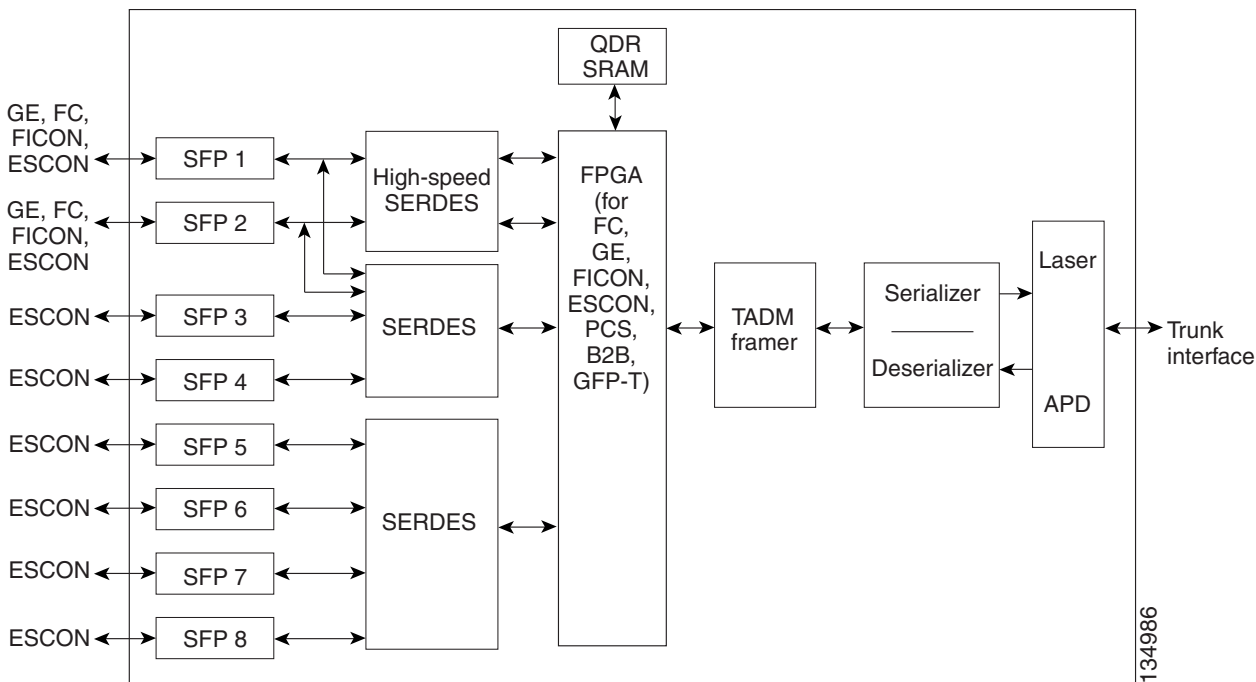 QDR
SRAM
GE, FC,
FICON,
ESCON
SFP 1
GE, FC,
FICON,
ESCON
SFP 2
ESCON
SFP 3
ESCON
SFP 4
ESCON
SFP 5
ESCON
SFP 6
ESCON
SFP 7
ESCON
SFP 8
High-speed
SERDES
SERDES
SERDES
FPGA
(for
FC,
GE,
FICON,
ESCON,
PCS,
B2B,
GFP-T)
TADM
framer
Serializer
Deserializer
Laser
APD
Trunk
interface
134986